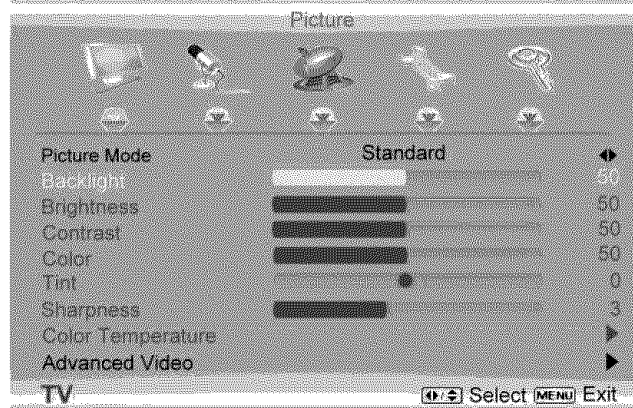 Picture
Picture Mode Standard
Backlight 50
Brightness 50
Contrast 50
Color 50
Tint 0
Sharpness 3
Color Temperature
Advanced Video
TV Select MENU Exit